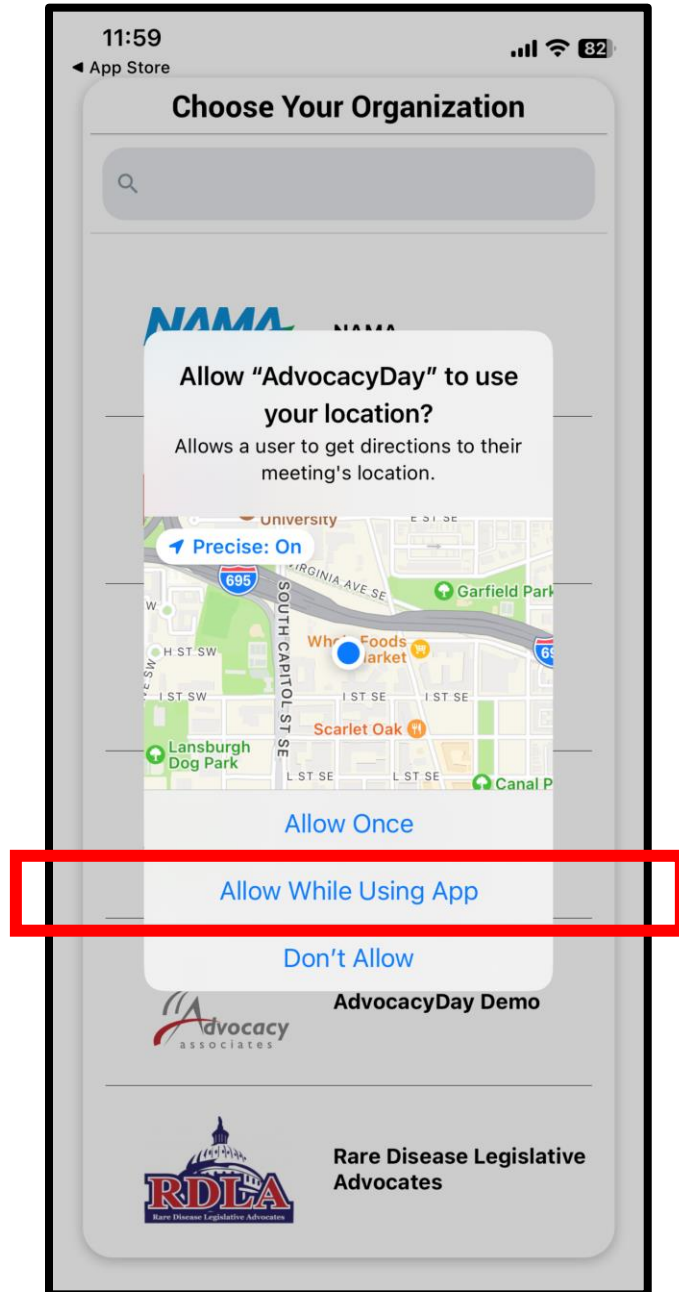 11:59
82
App Store
Choose Your Organization
NAMA
NAMA
Allow “AdvocacyDay” to use
your location?
Allows a user to get directions to their
meeting's location.
University
E ST SE
Precise: On
VIRGINIA AVE SE
695
Garfield Park
SOUTH CAPITOL ST SE
W
Whole Foods
Market
H ST SW
I ST SW
I ST SE
I ST SE
Scarlet Oak
Lansburgh
Dog Park
L ST SE
L ST SE
Canal P
Allow Once
Allow While Using App
Don’t Allow
Advocacy
associates
AdvocacyDay Demo
RDLA
Rare Disease Legislative Advocates
Rare Disease Legislative
Advocates